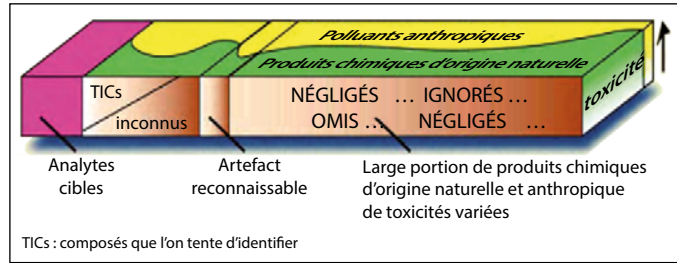 Polluants anthropiques
Produits chimiques d'origine naturelle
toxicité
TICs
inconnus
NÉGLIGÉS … IGNORÉS …
OMIS … NÉGLIGÉS …
Analytes
cibles
Artefact
reconnaissable
Large portion de produits chimiques
d'origine naturelle et anthropique
de toxicités variées
TICs : composés que l'on tente d'identifier